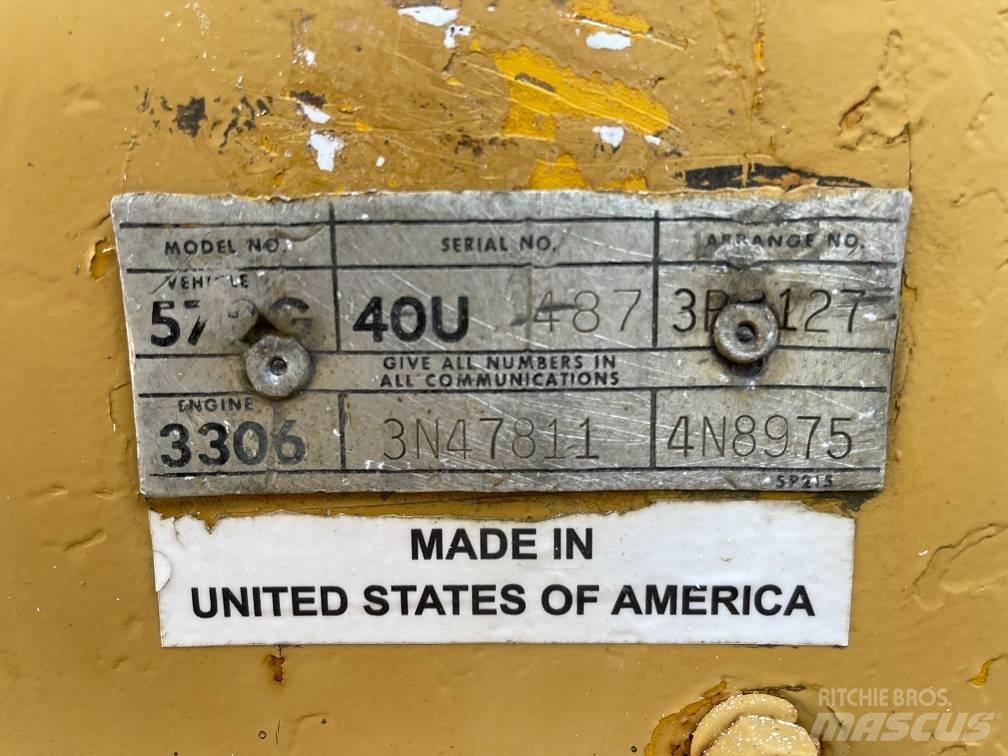 MODEL NO. SERIAL NO. ARRANGE NO.
VEHICLE
40U 487
GIVE ALL NUMBERS IN
ALL COMMUNICATIONS
ENGINE
3306 3N47811 4N8975
5P215
MADE IN
UNITED STATES OF AMERICA
RITCHIE BROS.
MASCUS